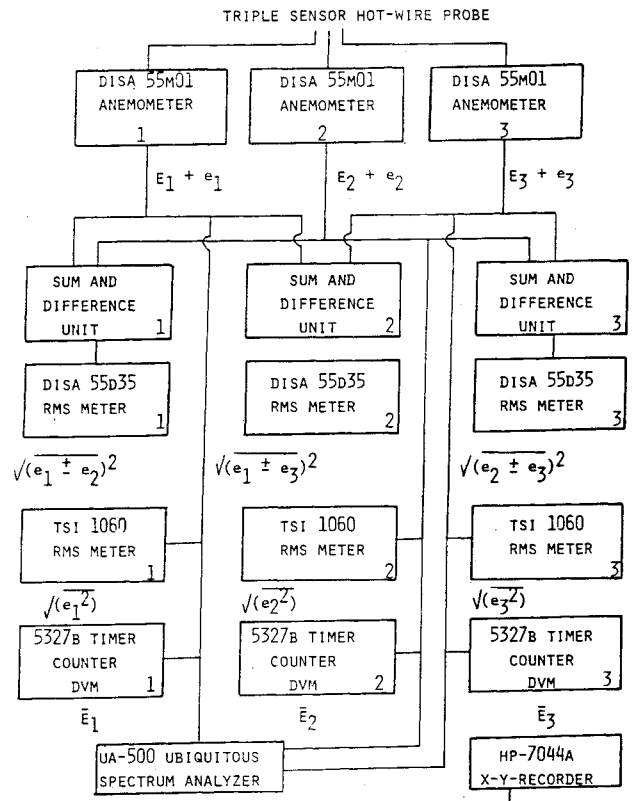 TRIPLE SENSOR HOT-WIRE PROBE
DISA 55M01
ANEMOMETER
1
DISA 55M01
ANEMOMETER
2
DISA 55M01
ANEMOMETER
3
E₁ + e₁
E₂ + e₂
E₃ + e₃
SUM AND
DIFFERENCE
UNIT 1
SUM AND
DIFFERENCE
UNIT 2
SUM AND
DIFFERENCE
UNIT 3
DISA 55D35
RMS METER
1
DISA 55D35
RMS METER
2
DISA 55D35
RMS METER
3
√(e₁ ± e₂)²
√(e₁ ± e₃)²
√(e₂ ± e₃)²
TSI 1060
RMS METER
1
TSI 1060
RMS METER
2
TSI 1060
RMS METER
3
√(e₁²)
√(e₂²)
√(e₃²)
5327B TIMER
COUNTER
DVM 1
5327B TIMER
COUNTER
DVM 2
5327B TIMER
COUNTER
DVM 3
Ē₁
Ē₂
Ē₃
UA-500 UBIQUITOUS
SPECTRUM ANALYZER
HP-7044A
X-Y-RECORDER